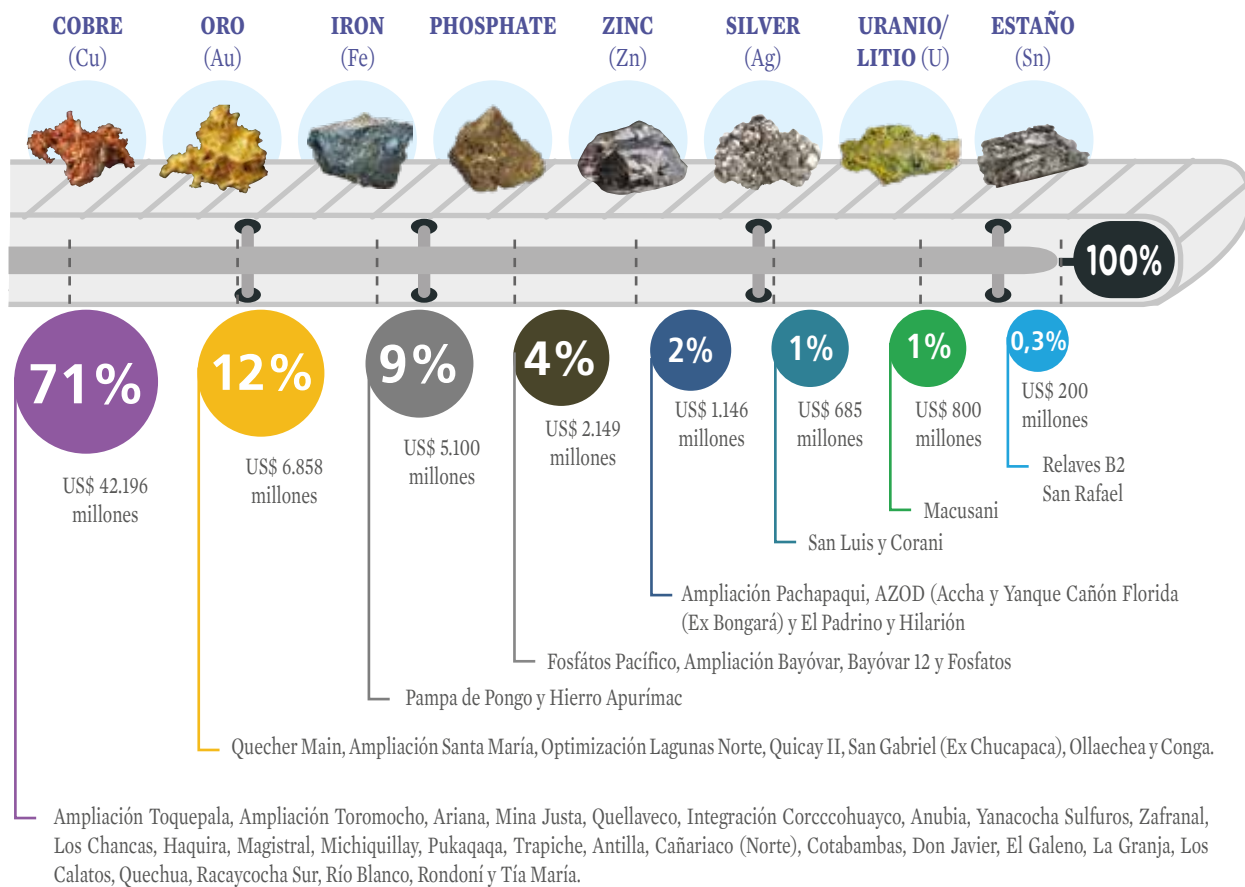 COBRE
(Cu)
ORO
(Au)
IRON
(Fe)
PHOSPHATE
ZINC
(Zn)
SILVER
(Ag)
URANIO/
LITIO (U)
ESTAÑO
(Sn)
100%
71%
US$ 42.196
millones
12%
US$ 6.858
millones
9%
US$ 5.100
millones
4%
US$ 2.149
millones
2%
US$ 1.146
millones
1%
US$ 685
millones
1%
US$ 800
millones
0,3%
US$ 200
millones
Relaves B2
San Rafael
Macusani
San Luis y Corani
Ampliación Pachapaqui, AZOD (Accha y Yanque Cañón Florida
(Ex Bongará) y El Padrino y Hilarión
Fosfátos Pacífico, Ampliación Bayóvar, Bayóvar 12 y Fosfatos
Pampa de Pongo y Hierro Apurímac
Quecher Main, Ampliación Santa María, Optimización Lagunas Norte, Quicay II, San Gabriel (Ex Chucapaca), Ollaechea y Conga.
Ampliación Toquepala, Ampliación Toromocho, Ariana, Mina Justa, Quellaveco, Integración Corcccohuayco, Anubia, Yanacocha Sulfuros, Zafranal,
Los Chancas, Haquira, Magistral, Michiquillay, Pukaqaqa, Trapiche, Antilla, Cañariaco (Norte), Cotabambas, Don Javier, El Galeno, La Granja, Los
Calatos, Quechua, Racaycocha Sur, Río Blanco, Rondoní y Tía María.